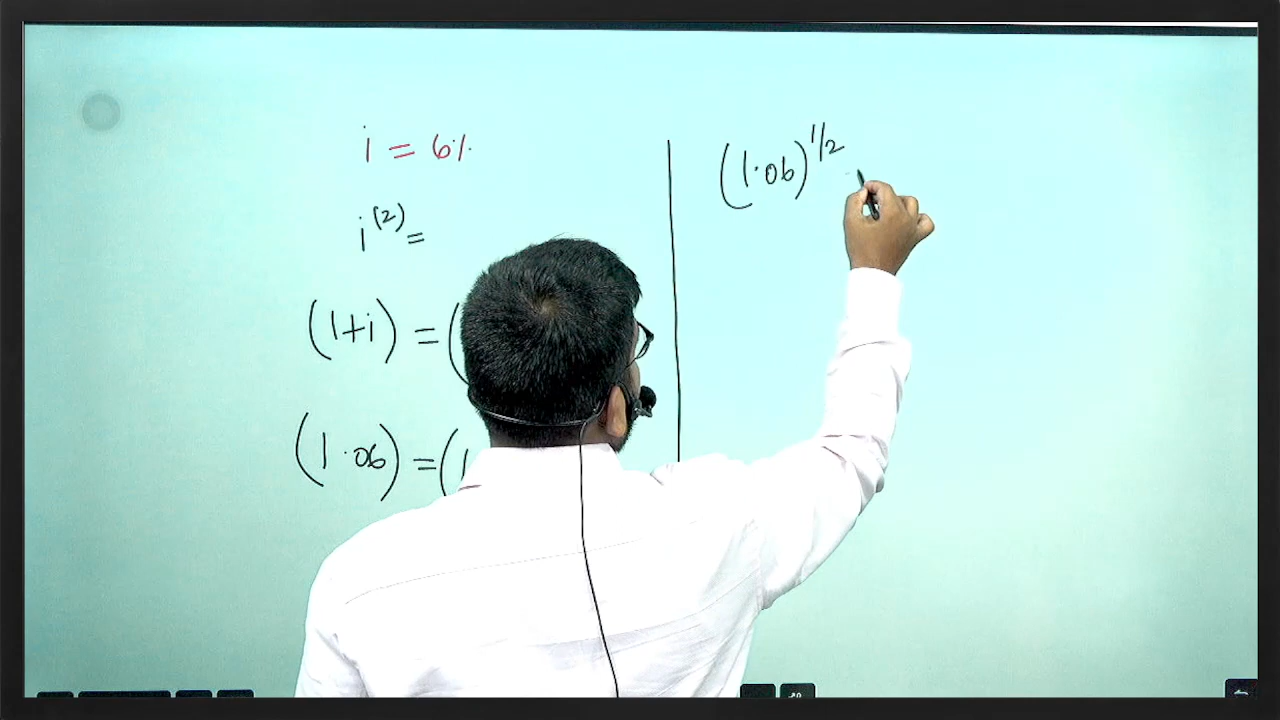 i = 6%
i^(2) =
(1+i) = (
(1.06) = (1
(1.06)^1/2